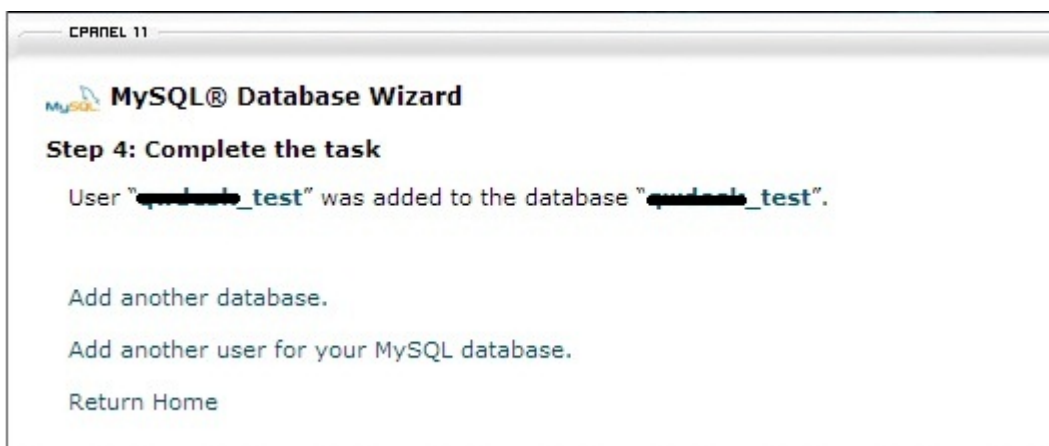 CPANEL 11
MySQL MySQL® Database Wizard
Step 4: Complete the task
User “_test” was added to the database “_test”.
Add another database.
Add another user for your MySQL database.
Return Home